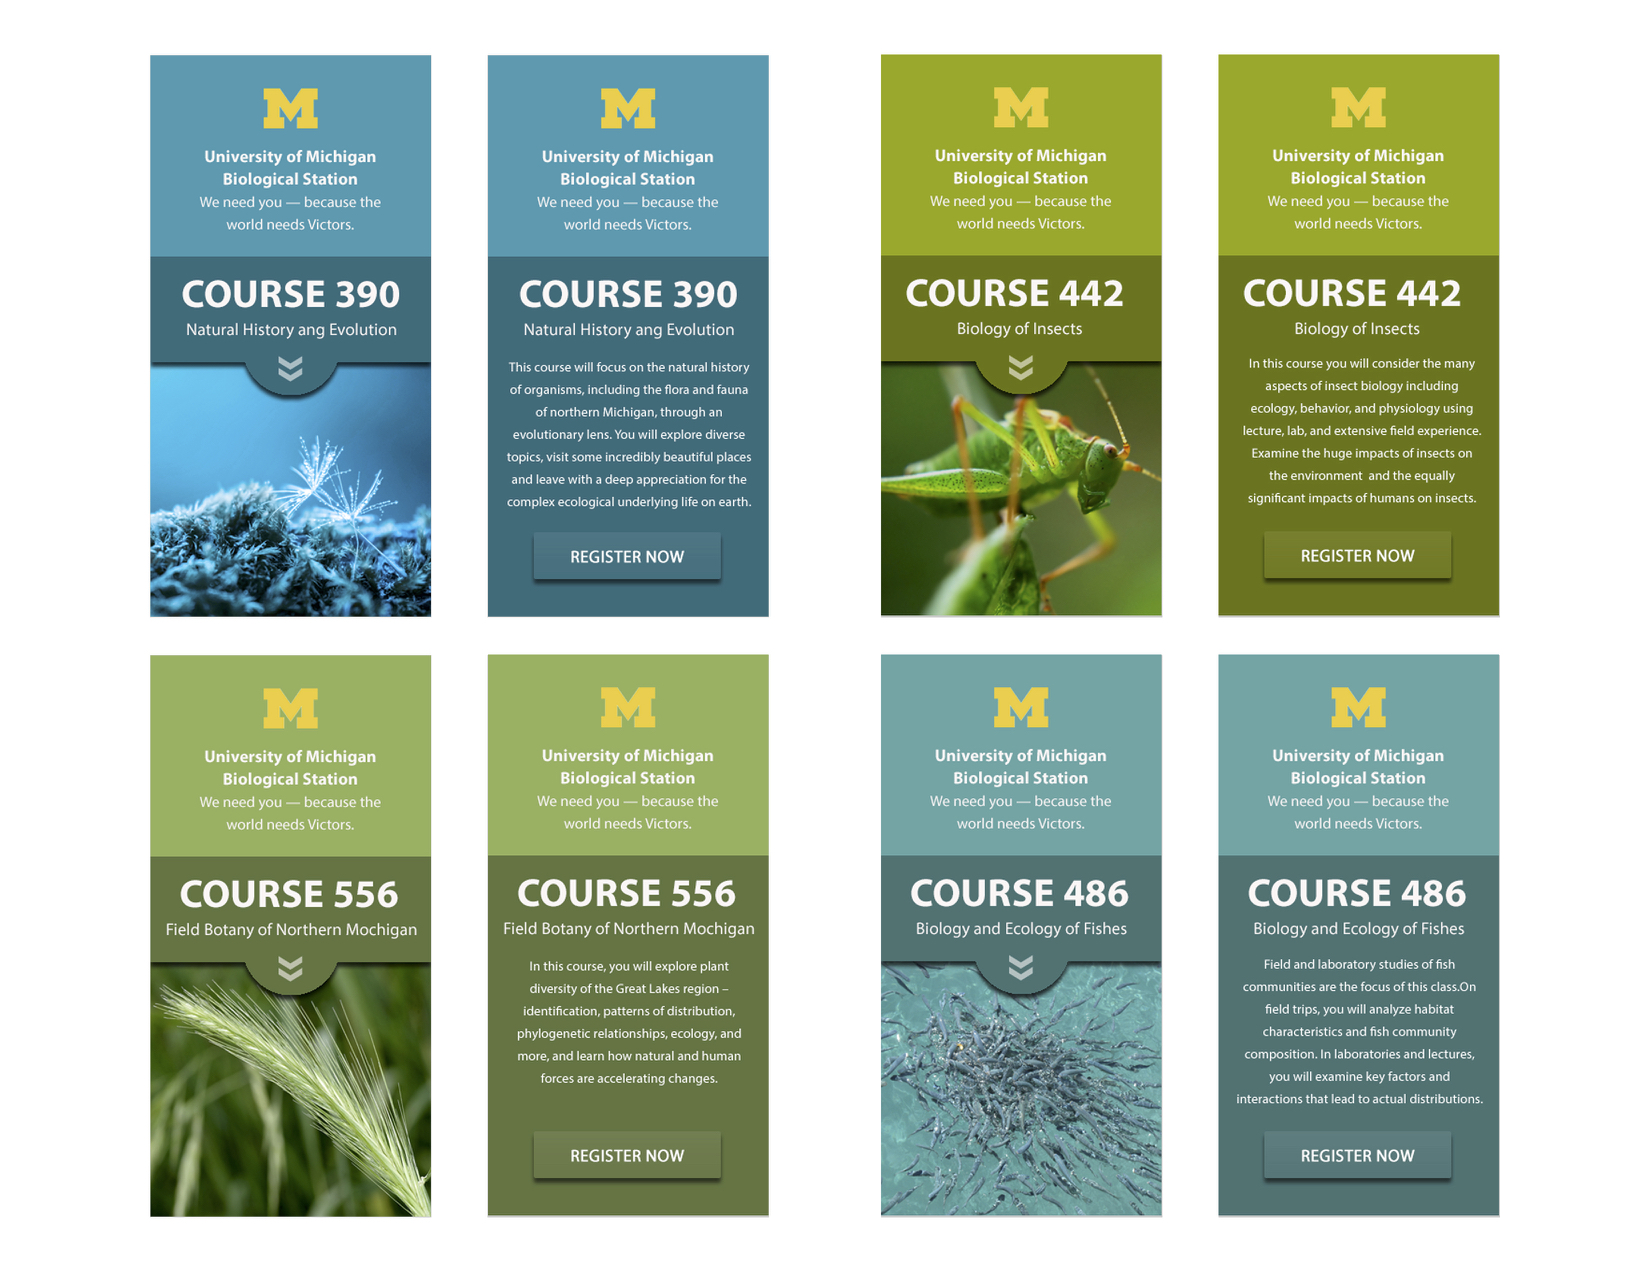 M
University of Michigan
Biological Station
We need you — because the
world needs Victors.
COURSE 390
Natural History ang Evolution
M
University of Michigan
Biological Station
We need you — because the
world needs Victors.
COURSE 390
Natural History ang Evolution
This course will focus on the natural history
of organisms, including the flora and fauna
of northern Michigan, through an
evolutionary lens. You will explore diverse
topics, visit some incredibly beautiful places
and leave with a deep appreciation for the
complex ecological underlying life on earth.
REGISTER NOW
M
University of Michigan
Biological Station
We need you — because the
world needs Victors.
COURSE 442
Biology of Insects
M
University of Michigan
Biological Station
We need you — because the
world needs Victors.
COURSE 442
Biology of Insects
In this course you will consider the many
aspects of insect biology including
ecology, behavior, and physiology using
lecture, lab, and extensive field experience.
Examine the huge impacts of insects on
the environment and the equally
significant impacts of humans on insects.
REGISTER NOW
M
University of Michigan
Biological Station
We need you — because the
world needs Victors.
COURSE 556
Field Botany of Northern Mochigan
M
University of Michigan
Biological Station
We need you — because the
world needs Victors.
COURSE 556
Field Botany of Northern Mochigan
In this course, you will explore plant
diversity of the Great Lakes region –
identification, patterns of distribution,
phylogenetic relationships, ecology, and
more, and learn how natural and human
forces are accelerating changes.
REGISTER NOW
M
University of Michigan
Biological Station
We need you — because the
world needs Victors.
COURSE 486
Biology and Ecology of Fishes
M
University of Michigan
Biological Station
We need you — because the
world needs Victors.
COURSE 486
Biology and Ecology of Fishes
Field and laboratory studies of fish
communities are the focus of this class.On
field trips, you will analyze habitat
characteristics and fish community
composition. In laboratories and lectures,
you will examine key factors and
interactions that lead to actual distributions.
REGISTER NOW